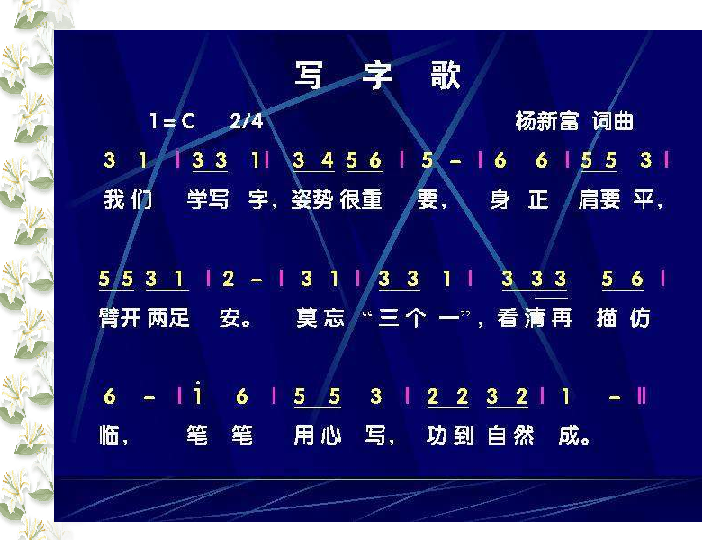 写 字 歌
1=C 2/4 杨新富 词曲
3 1 | 3 3 1 | 3 4 5 6 | 5 – | 6 6 | 5 5 3 |
我们 学写 字，姿势很重 要， 身 正 肩要 平，
5 5 3 1 | 2 – | 3 1 | 3 3 1 | 3 3 3 5 6 |
臂开两足 安。 莫忘 “三个 一”，看清再 描 仿
6 – | i 6 | 5 5 3 | 2 2 3 2 | 1 – ‖
临， 笔 笔 用心 写， 功到 自然 成。